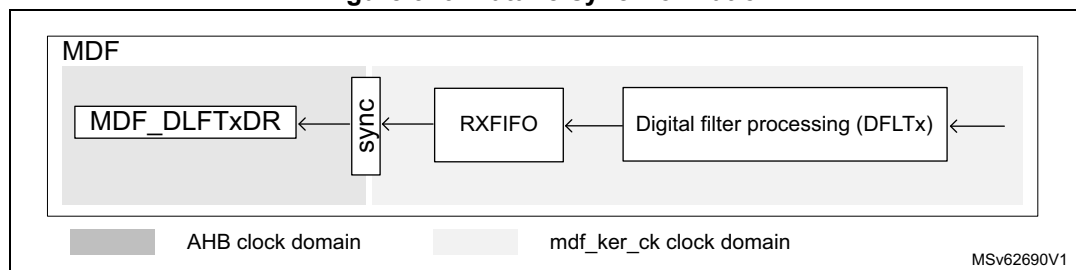 MDF
MDF_DLFTxDR
sync
RXFIFO
Digital filter processing (DFLTx)
AHB clock domain
mdf_ker_ck clock domain
MSv62690V1